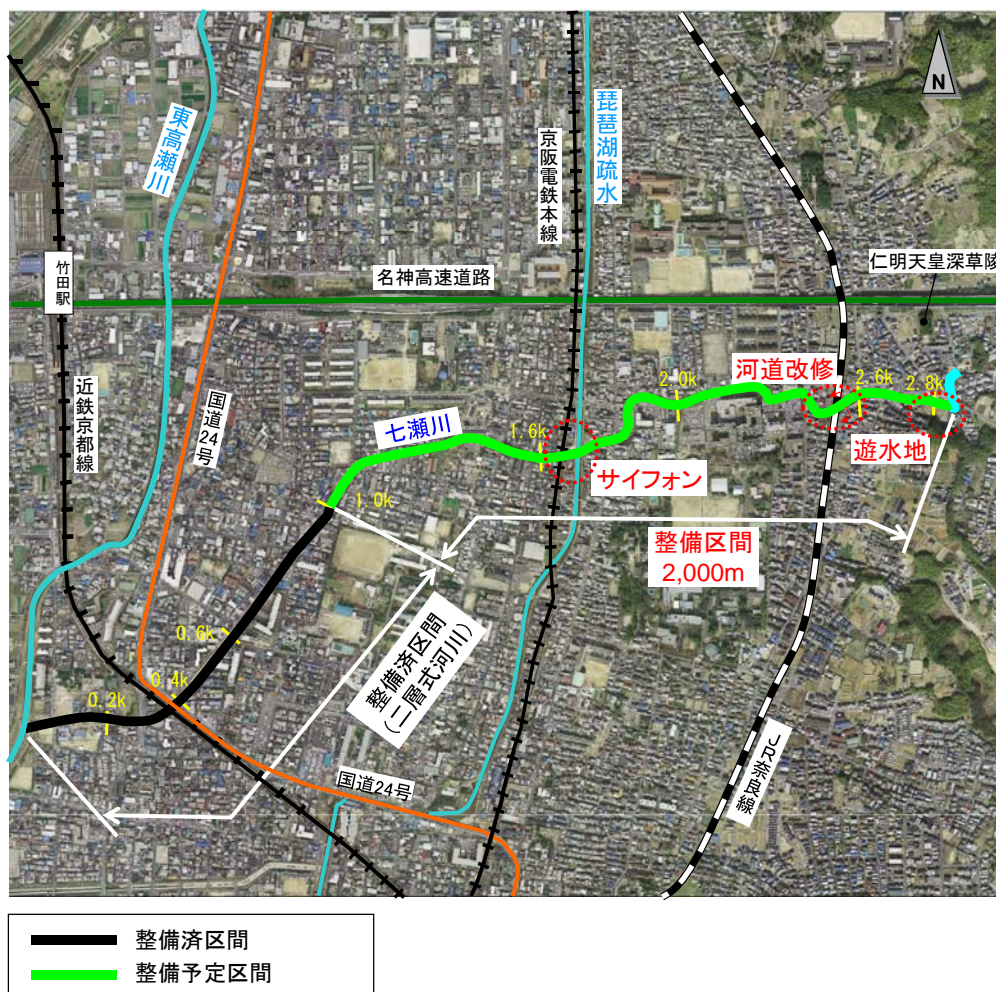 N
東高瀬川
京阪電鉄本線
琵琶湖疏水
竹田駅
名神高速道路
仁明天皇深草陵
近鉄京都線
国道24号
七瀬川
1.0k
1.6k
サイフォン
2.0k
河道改修
2.6k
2.8k
遊水地
整備区間
2,000m
0.6k
0.4k
0.2k
整備済区間
(二層式河川)
国道24号
JR奈良線
整備済区間
整備予定区間